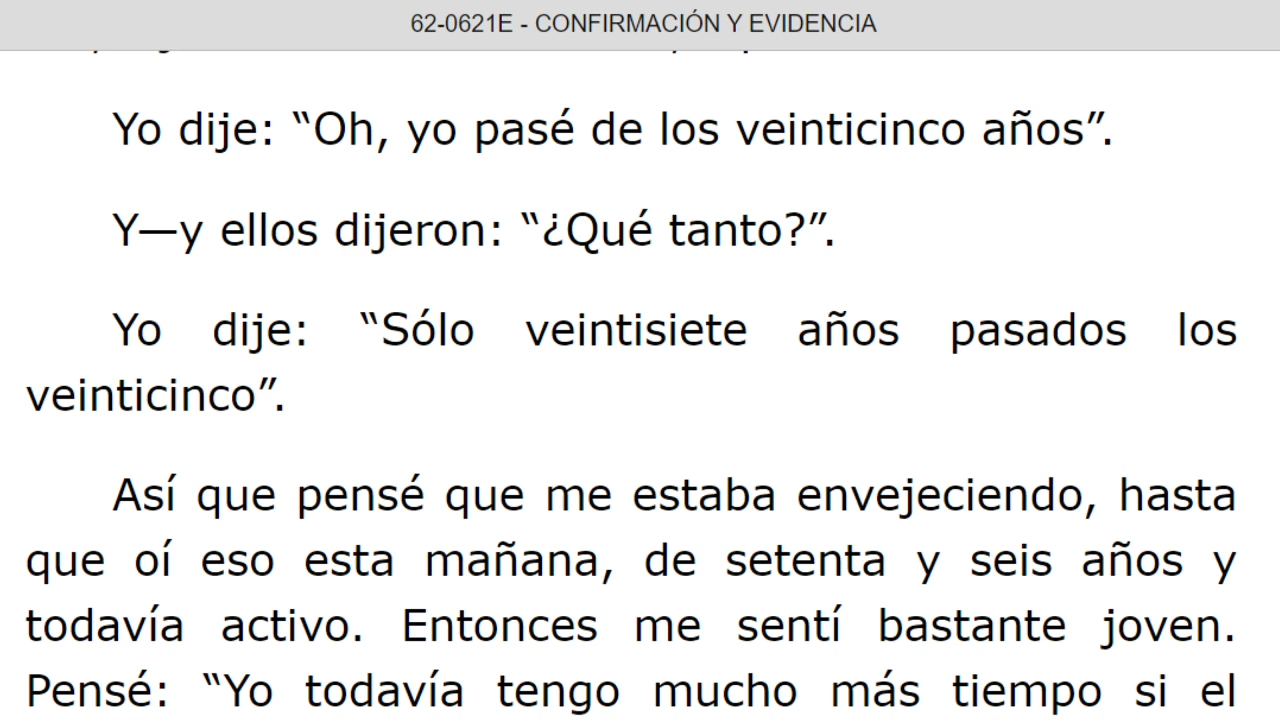 62-0621E - CONFIRMACIÓN Y EVIDENCIA
Yo dije: “Oh, yo pasé de los veinticinco años”.
Y—y ellos dijeron: “¿Qué tanto?”.
Yo dije: “Sólo veintisiete años pasados los
veinticinco”.
Así que pensé que me estaba envejeciendo, hasta
que oí eso esta mañana, de setenta y seis años y
todavía activo. Entonces me sentí bastante joven.
Pensé: “Yo todavía tengo mucho más tiempo si el